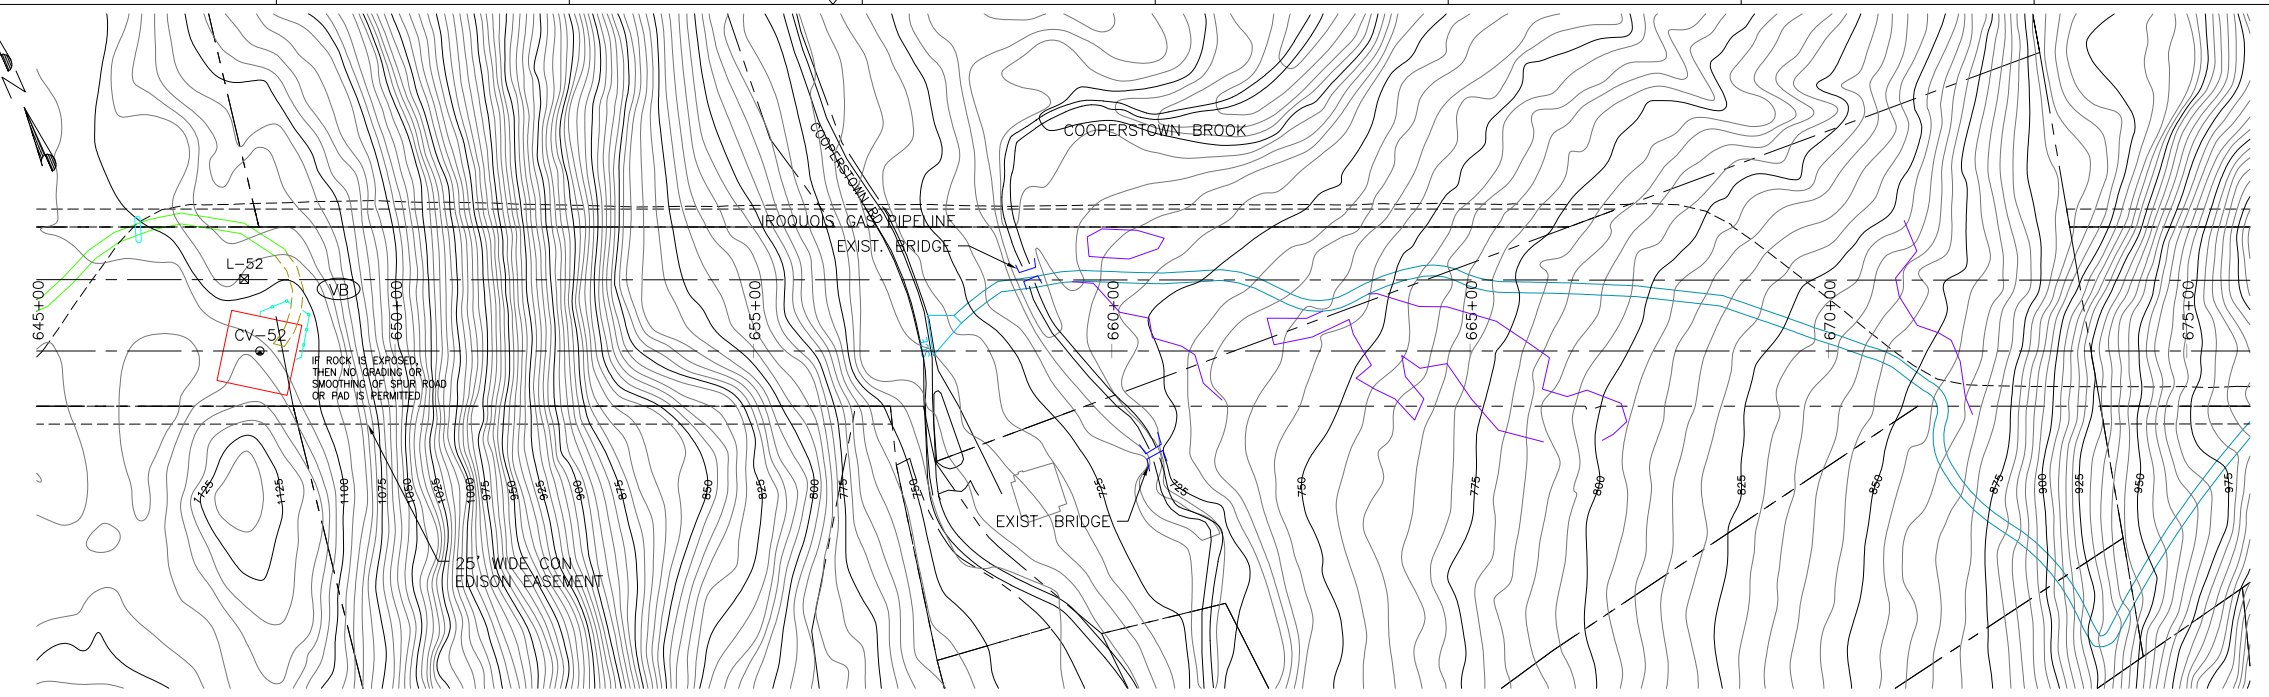 N
COOPERSTOWN BROOK
COOPERSTOWN RD
IROQUOIS GAS PIPELINE
EXIST. BRIDGE
L-52
VB
645+00
650+00
655+00
660+00
665+00
670+00
675+00
CV-52
IF ROCK IS EXPOSED,
THEN NO GRADING OR
SMOOTHING OF SPUR ROAD
OR PAD IS PERMITTED
1125
1125
1100
1075
1050
1025
1000
975
950
925
900
875
850
825
800
775
750
725
725
750
775
800
825
850
875
900
925
950
975
EXIST. BRIDGE
25' WIDE CON
EDISON EASEMENT